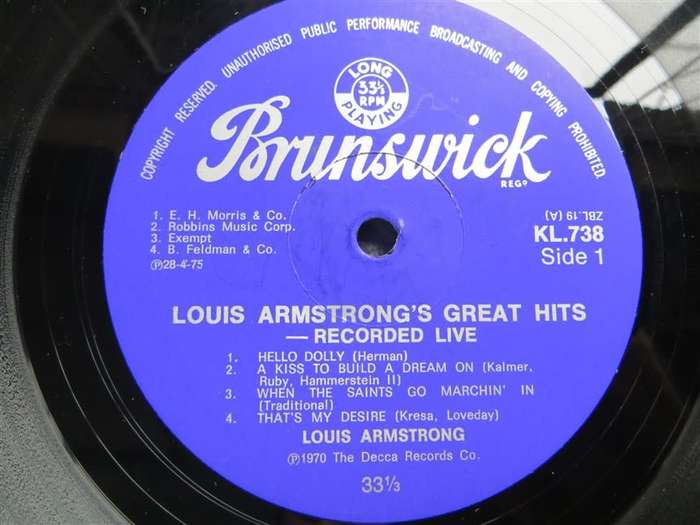 COPYRIGHT RESERVED. UNAUTHORISED PUBLIC PERFORMANCE BROADCASTING AND COPYING PROHIBITED.
LONG
33⅓
RPM
PLAYING
Brunswick
REGD
1. E. H. Morris & Co.
2. Robbins Music Corp.
3. Exempt
4. B. Feldman & Co.
Ⓟ28-4-75
ZBL.19 (A)
KL.738
Side 1
LOUIS ARMSTRONG'S GREAT HITS
— RECORDED LIVE
1. HELLO DOLLY (Herman)
2. A KISS TO BUILD A DREAM ON (Kalmer,
Ruby, Hammerstein II)
3. WHEN THE SAINTS GO MARCHIN' IN
(Traditional)
4. THAT'S MY DESIRE (Kresa, Loveday)
LOUIS ARMSTRONG
Ⓟ1970 The Decca Records Co.
33⅓